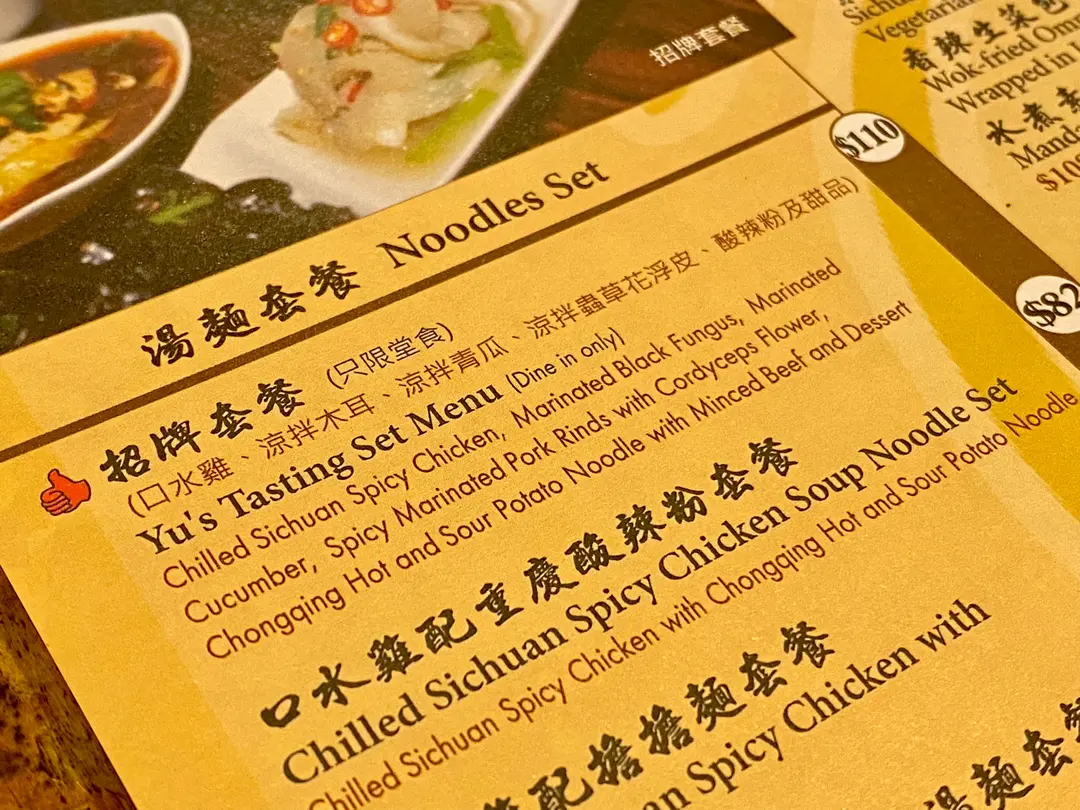 招牌套餐
Sichuan
Vegetarian
香辣生菜包
Wok-fried
Wrapped in
水煮素
$110
$82
湯麵套餐 Noodles Set
招牌套餐 (只限堂食)
(口水雞、涼拌木耳、涼拌青瓜、涼拌蟲草花浮皮、酸辣粉及甜品)
Yu's Tasting Set Menu (Dine in only)
Chilled Sichuan Spicy Chicken, Marinated Black Fungus, Marinated
Cucumber, Spicy Marinated Pork Rinds with Cordyceps Flower,
Chongqing Hot and Sour Potato Noodle with Minced Beef and Dessert
口水雞配重慶酸辣粉套餐
Chilled Sichuan Spicy Chicken Soup Noodle Set
Chilled Sichuan Spicy Chicken with Chongqing Hot and Sour Potato Noodle
配擔擔麵套餐
Spicy Chicken with
麵套餐